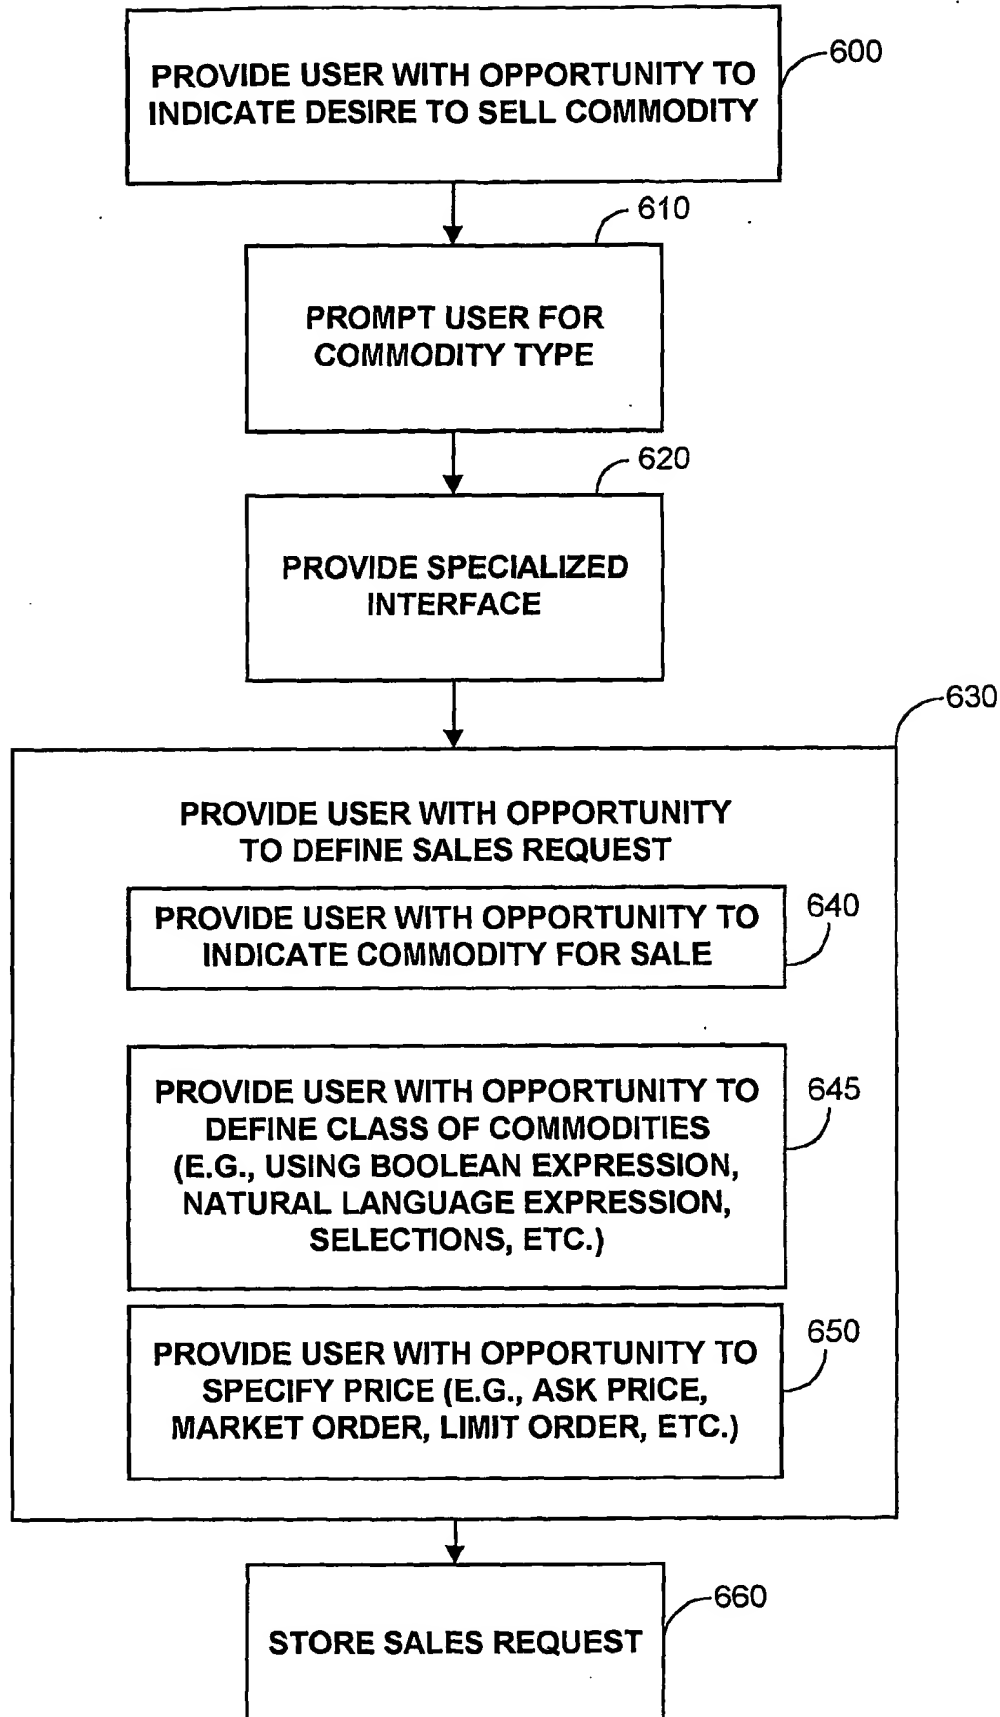 PROVIDE USER WITH OPPORTUNITY TO
INDICATE DESIRE TO SELL COMMODITY
600
610
PROMPT USER FOR
COMMODITY TYPE
620
PROVIDE SPECIALIZED
INTERFACE
630
PROVIDE USER WITH OPPORTUNITY
TO DEFINE SALES REQUEST
PROVIDE USER WITH OPPORTUNITY TO
INDICATE COMMODITY FOR SALE
640
PROVIDE USER WITH OPPORTUNITY TO
DEFINE CLASS OF COMMODITIES
(E.G., USING BOOLEAN EXPRESSION,
NATURAL LANGUAGE EXPRESSION,
SELECTIONS, ETC.)
645
PROVIDE USER WITH OPPORTUNITY TO
SPECIFY PRICE (E.G., ASK PRICE,
MARKET ORDER, LIMIT ORDER, ETC.)
650
STORE SALES REQUEST
660